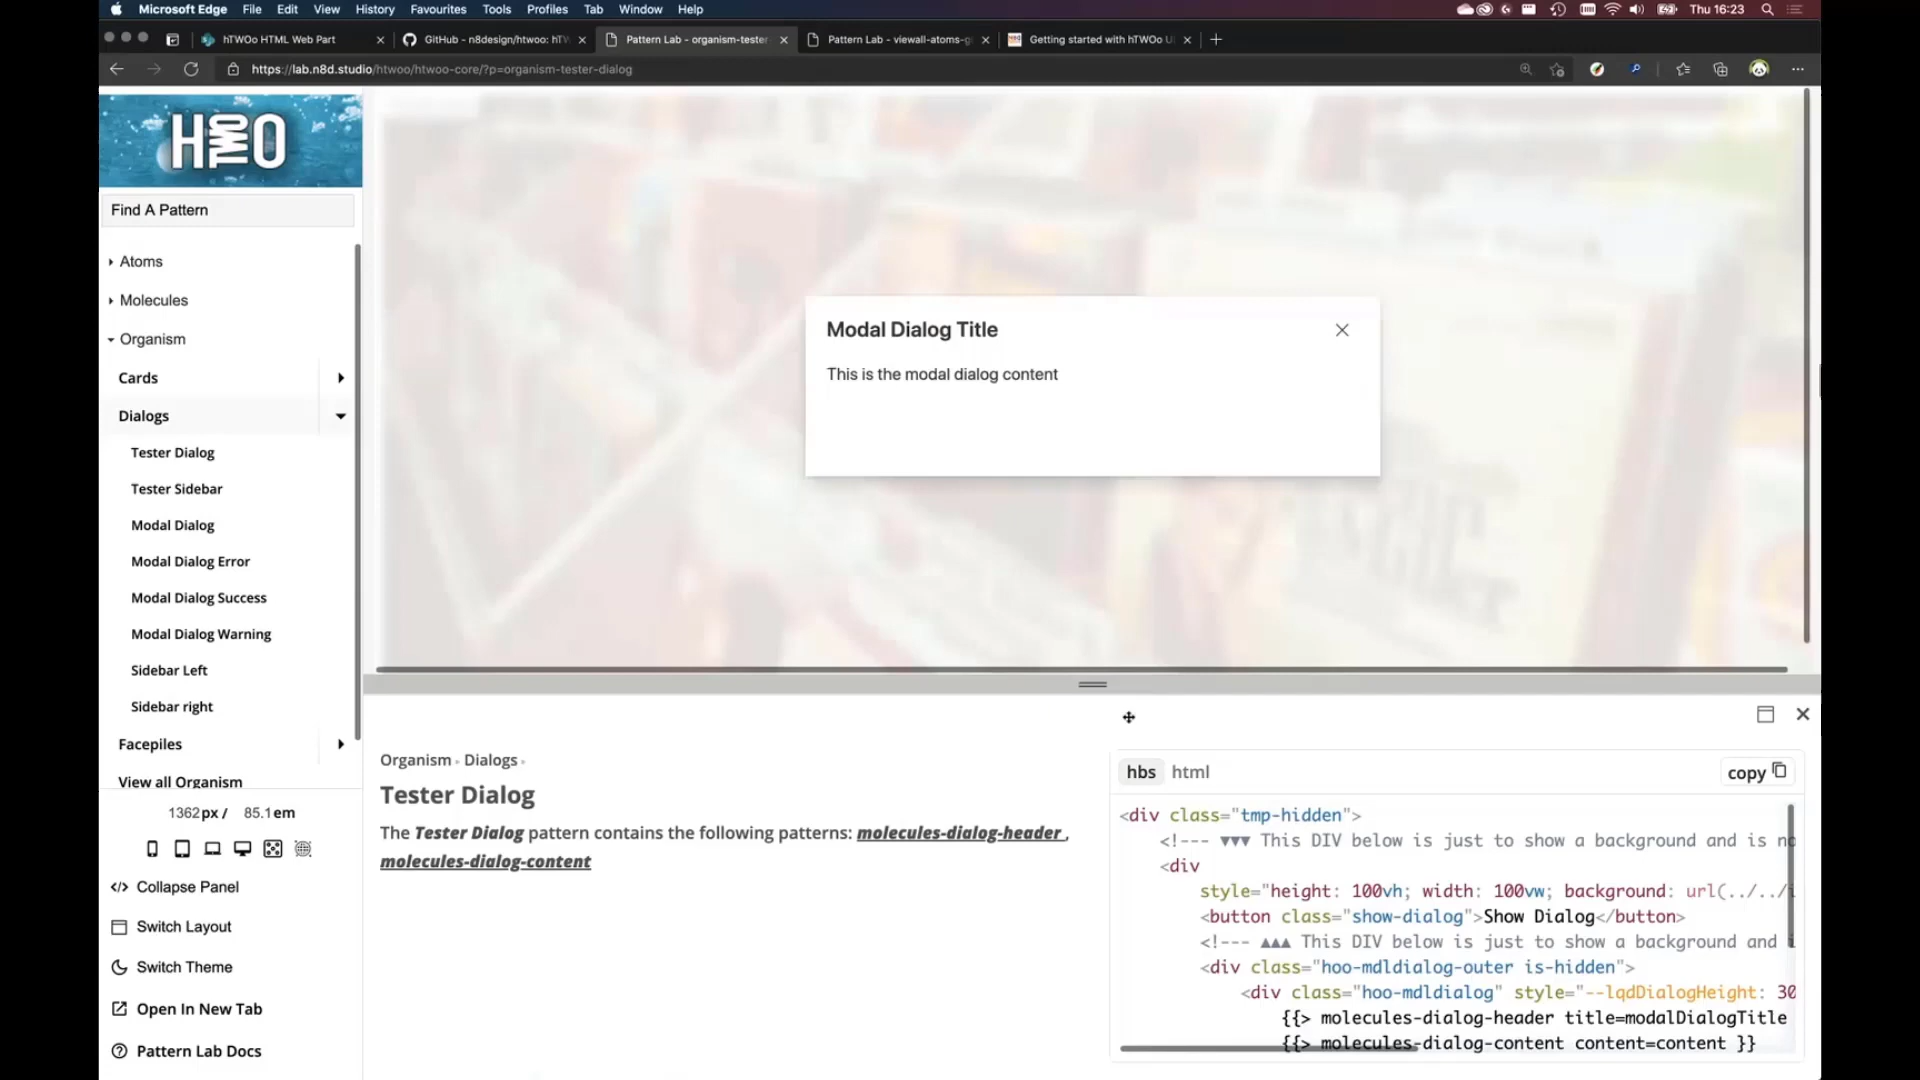 Microsoft Edge File Edit View History Favourites Tools Profiles Tab Window Help Thu 16:23
hTWOo HTML Web Part
GitHub - n8design/htwoo: hTW
Pattern Lab - organism-tester-
Pattern Lab - viewall-atoms-g
Getting started with hTWOo U
https://lab.n8d.studio/htwoo/htwoo-core/?p=organism-tester-dialog
HTWOO
Find A Pattern
Atoms
Molecules
Organism
Cards
Dialogs
Tester Dialog
Tester Sidebar
Modal Dialog
Modal Dialog Error
Modal Dialog Success
Modal Dialog Warning
Sidebar Left
Sidebar right
Facepiles
View all Organism
1362px / 85.1em
Collapse Panel
Switch Layout
Switch Theme
Open In New Tab
Pattern Lab Docs
Modal Dialog Title
This is the modal dialog content
Organism Dialogs
Tester Dialog
The Tester Dialog pattern contains the following patterns: molecules-dialog-header ,
molecules-dialog-content
hbs html copy
<div class="tmp-hidden">
<!--- ▼▼▼ This DIV below is just to show a background and is no
<div
style="height: 100vh; width: 100vw; background: url(../../i
<button class="show-dialog">Show Dialog</button>
<!--- ▲▲▲ This DIV below is just to show a background and i
<div class="hoo-mdldialog-outer is-hidden">
<div class="hoo-mdldialog" style="--lqdDialogHeight: 30
{{> molecules-dialog-header title=modalDialogTitle
{{> molecules-dialog-content content=content }}